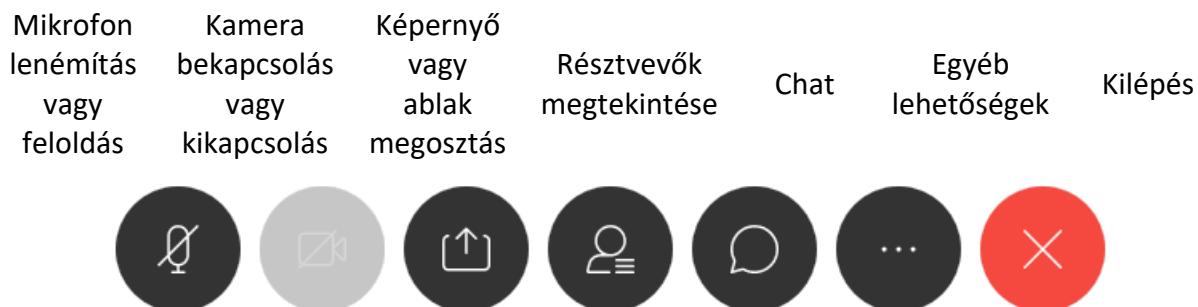 Mikrofon
lenémítás
vagy
feloldás
Kamera
bekapcsolás
vagy
kikapcsolás
Képernyő
vagy
ablak
megosztás
Résztvevők
megtekintése
Chat
Egyéb
lehetőségek
Kilépés